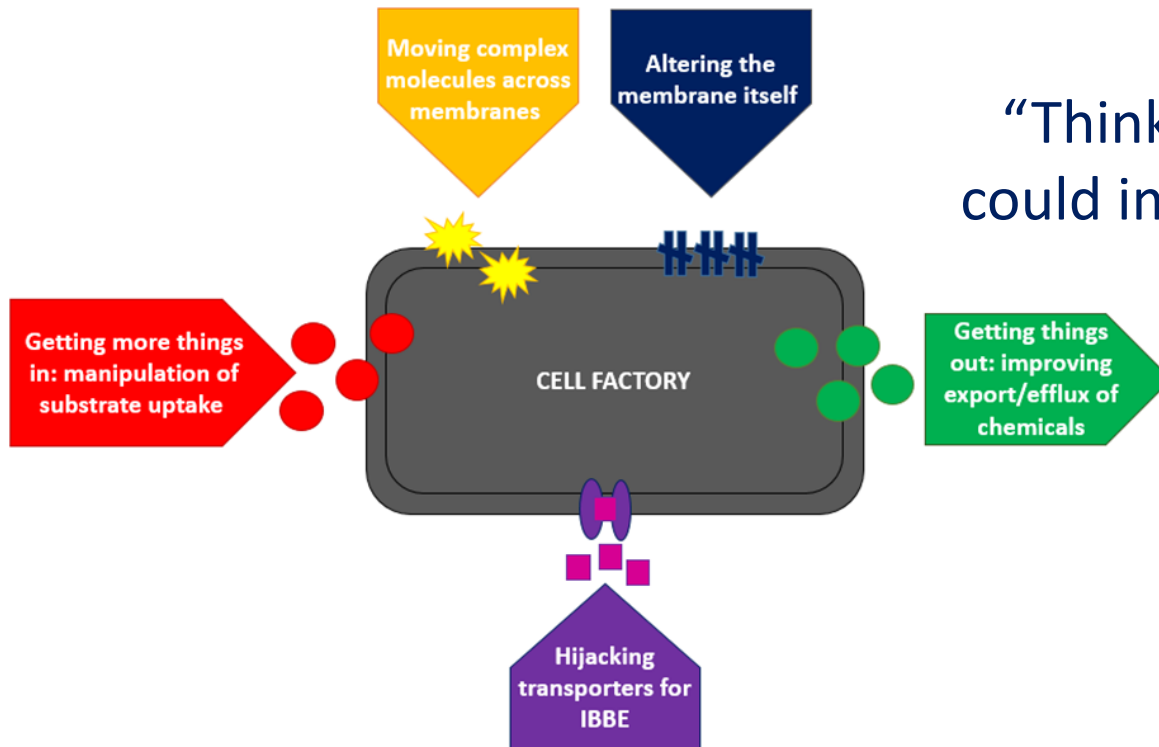 Moving complex
molecules across
membranes
Altering the
membrane itself
“Think
could in
Getting more things
in: manipulation of
substrate uptake
CELL FACTORY
Getting things
out: improving
export/efflux of
chemicals
Hijacking
transporters for
IBBE